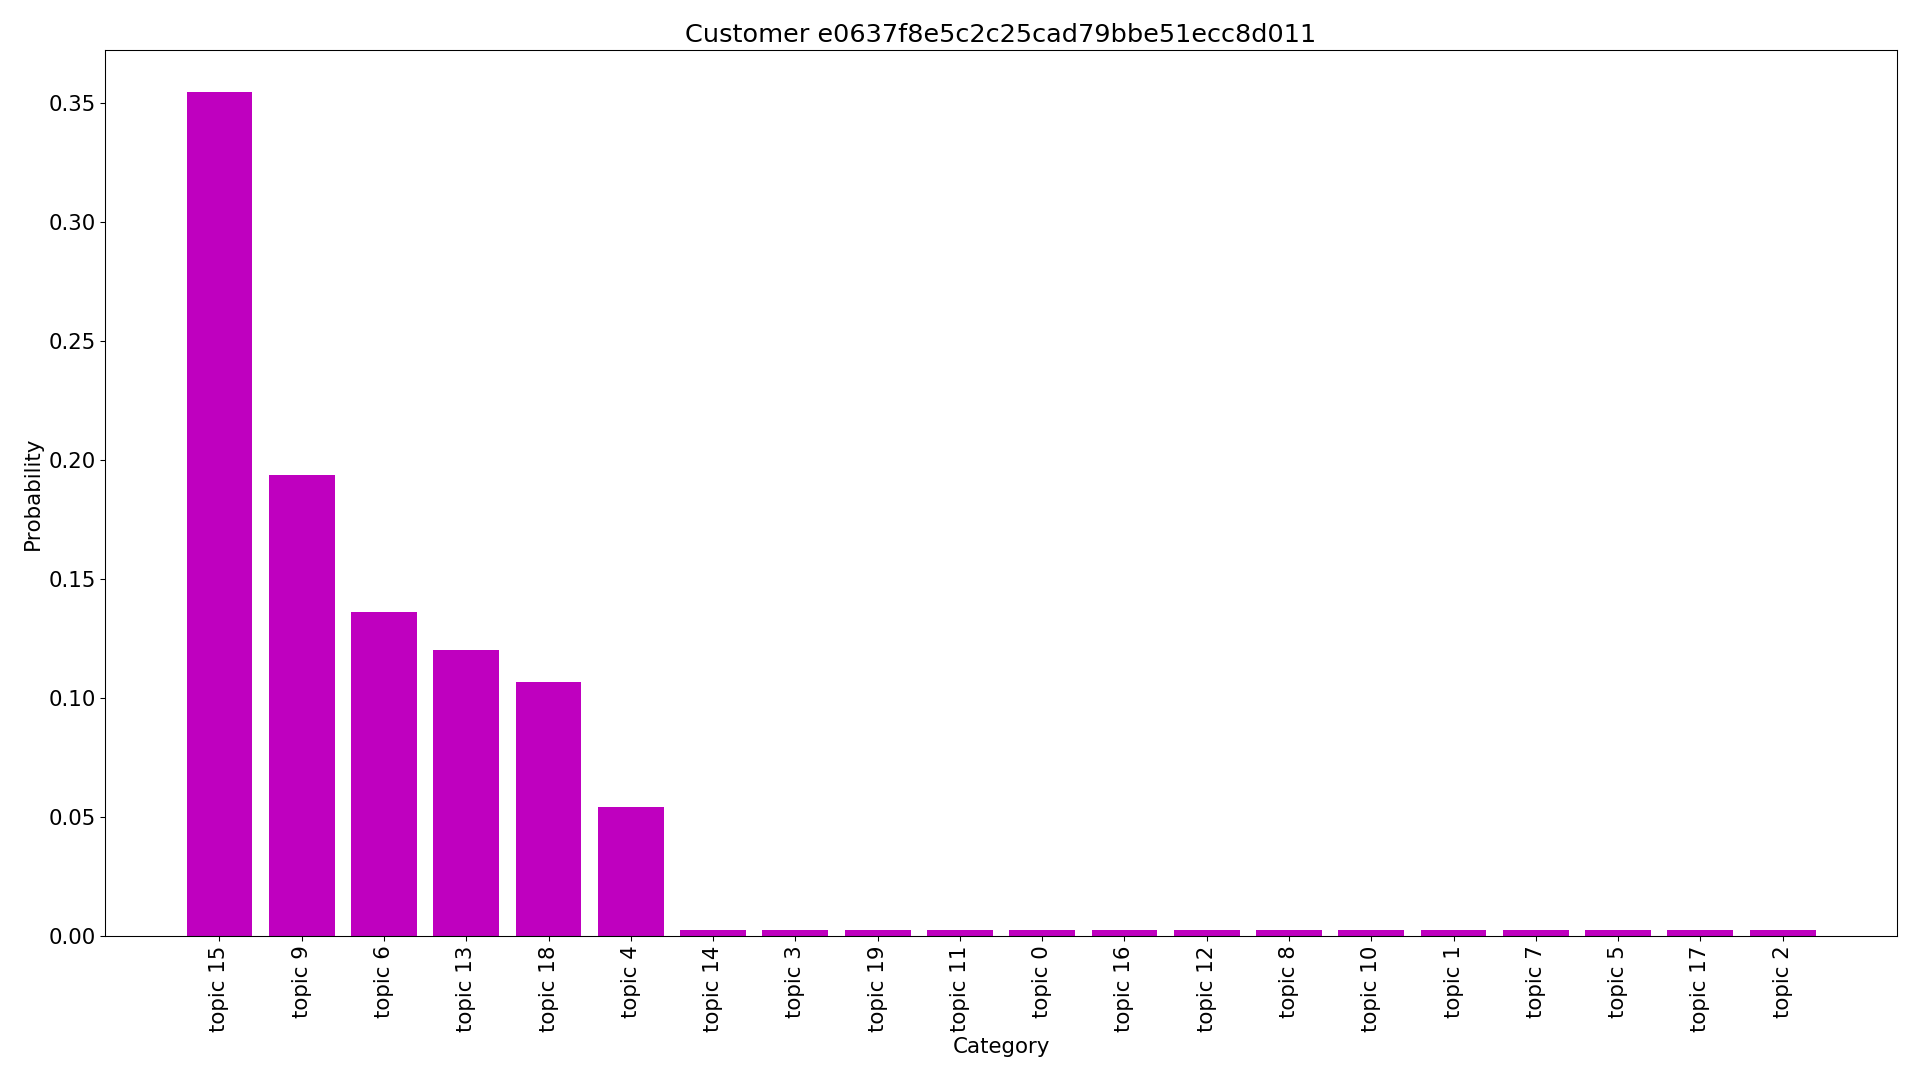 Customer e0637f8e5c2c25cad79bbe51ecc8d011
Probability
0.35
0.30
0.25
0.20
0.15
0.10
0.05
0.00
topic 15
topic 9
topic 6
topic 13
topic 18
topic 4
topic 14
topic 3
topic 19
topic 11
topic 0
topic 16
topic 12
topic 8
topic 10
topic 1
topic 7
topic 5
topic 17
topic 2
Category